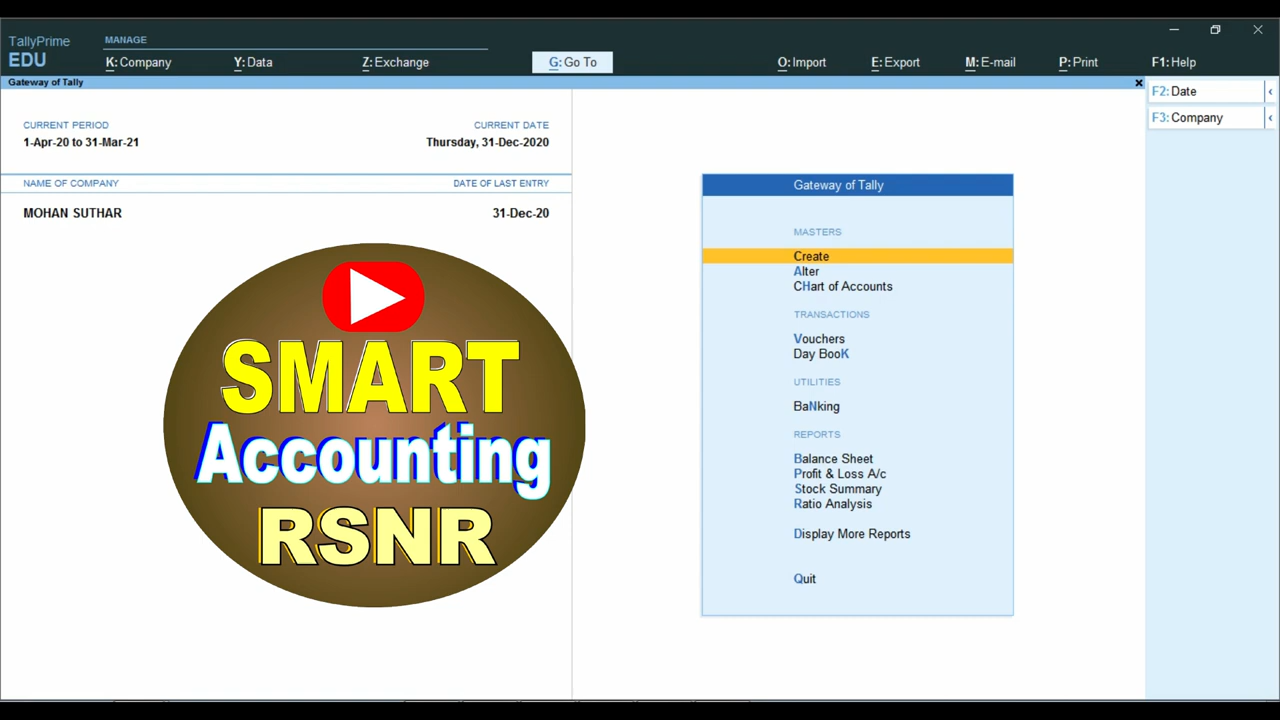 TallyPrime
EDU
MANAGE
K:Company Y:Data Z:Exchange G:Go To O:Import E:Export M:E-mail P:Print F1:Help
Gateway of Tally
F2:Date
F3:Company
CURRENT PERIOD CURRENT DATE
1-Apr-20 to 31-Mar-21 Thursday, 31-Dec-2020
NAME OF COMPANY DATE OF LAST ENTRY
MOHAN SUTHAR 31-Dec-20
SMART
Accounting
RSNR
Gateway of Tally
MASTERS
Create
Alter
CHart of Accounts
TRANSACTIONS
Vouchers
Day BooK
UTILITIES
BaNking
REPORTS
Balance Sheet
Profit & Loss A/c
Stock Summary
Ratio Analysis
Display More Reports
Quit